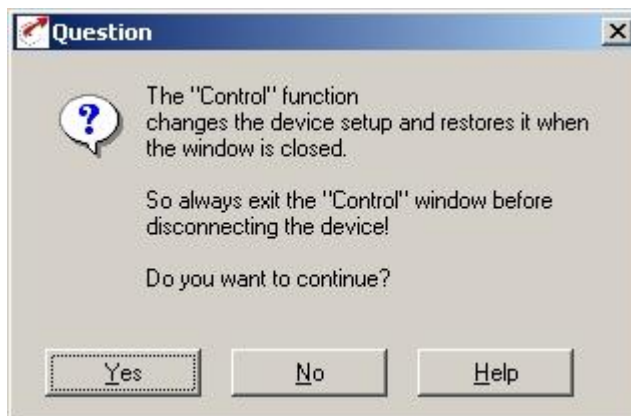 Question
The "Control" function
changes the device setup and restores it when
the window is closed.
So always exit the "Control" window before
disconnecting the device!
Do you want to continue?
Yes No Help